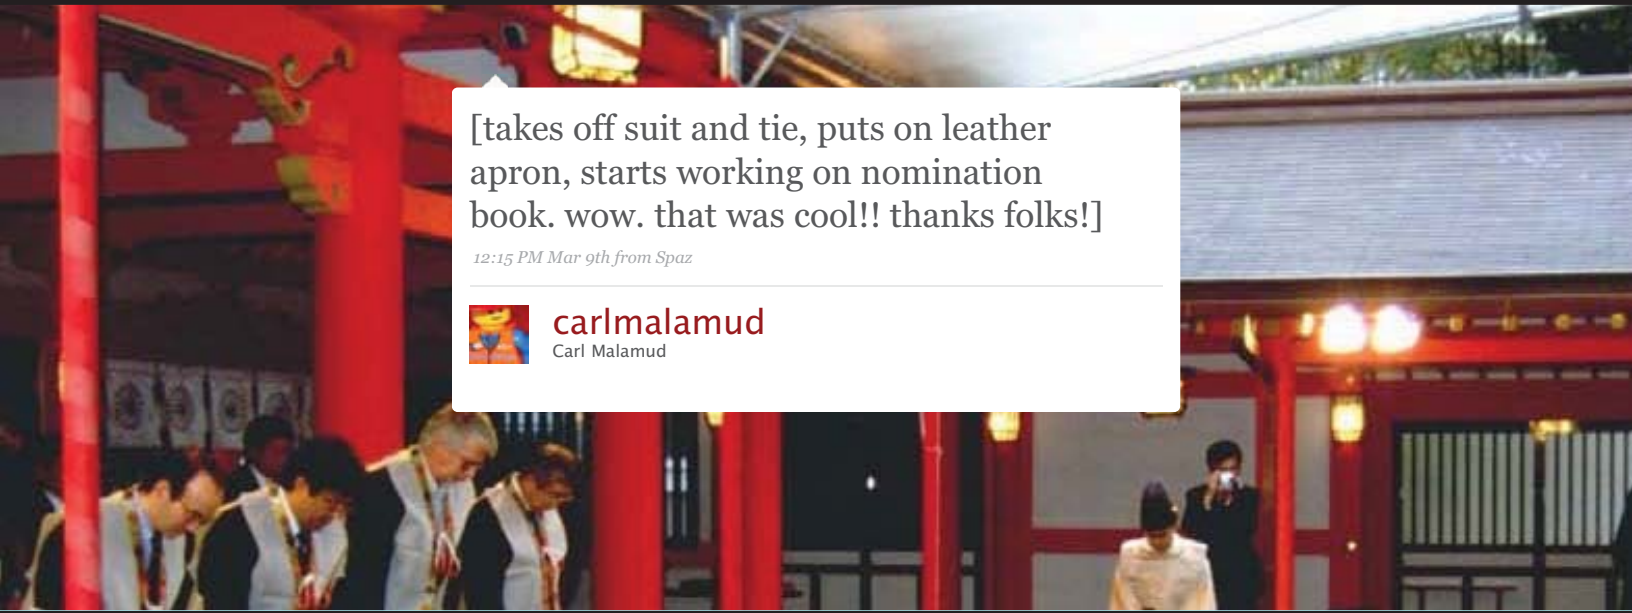 [takes off suit and tie, puts on leather
apron, starts working on nomination
book. wow. that was cool!! thanks folks!]
12:15 PM Mar 9th from Spaz
carlmalamud
Carl Malamud